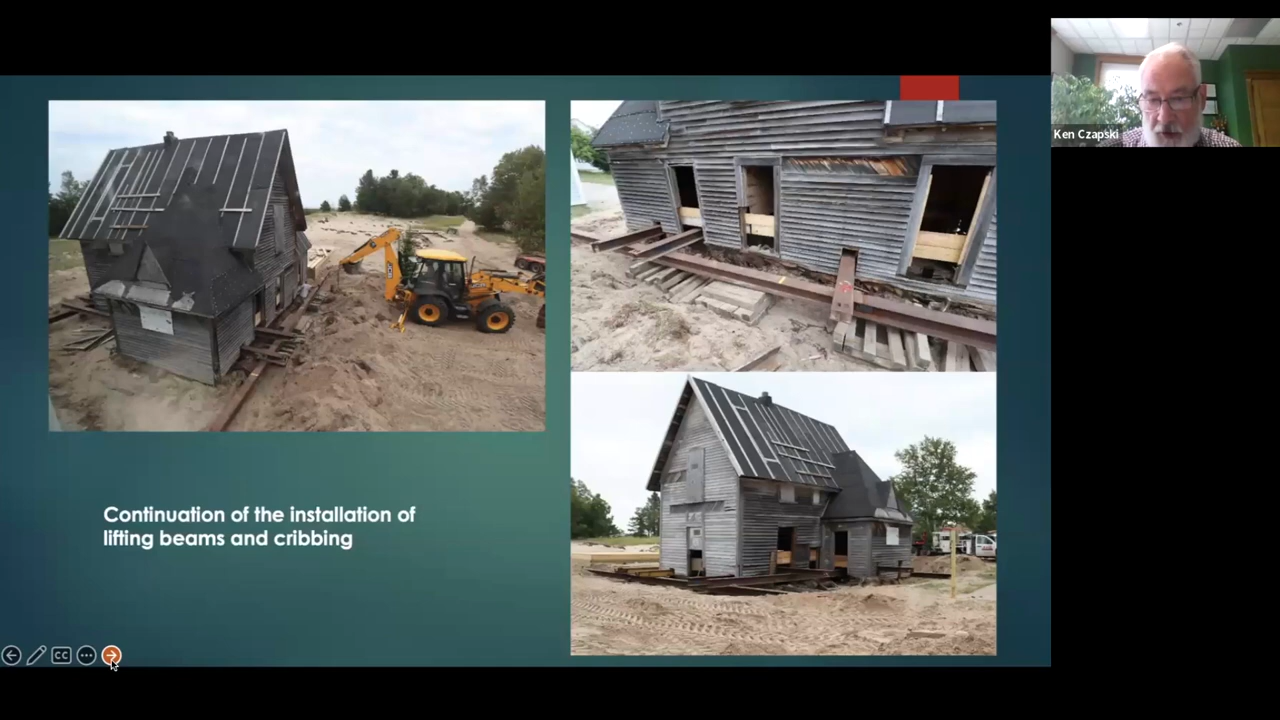 Ken Czapski
Continuation of the installation of
lifting beams and cribbing
CC